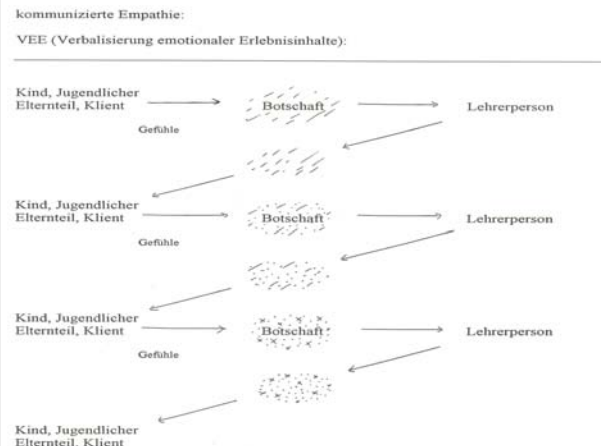 kommunizierte Empathie:
VEE (Verbalisierung emotionaler Erlebnisinhalte):
Kind, Jugendlicher
Elternteil, Klient
Botschaft
Lehrerperson
Gefühle
Kind, Jugendlicher
Elternteil, Klient
Botschaft
Lehrerperson
Gefühle
Kind, Jugendlicher
Elternteil, Klient
Botschaft
Lehrerperson
Gefühle
Kind, Jugendlicher
Elternteil, Klient